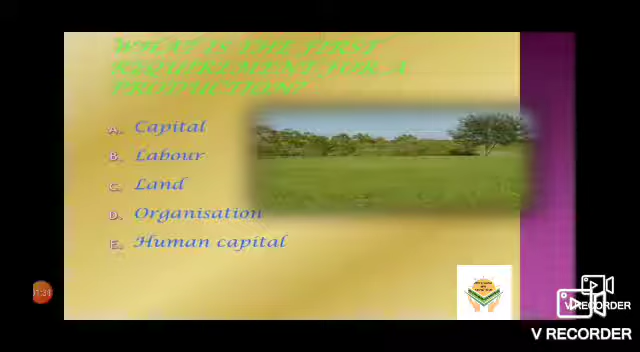 WHAT IS THE FIRST
REQUIREMENT FOR A
PRODUCTION?
A. Capital
B. Labour
C. Land
D. Organisation
E. Human capital
V RECORDER
V RECORDER